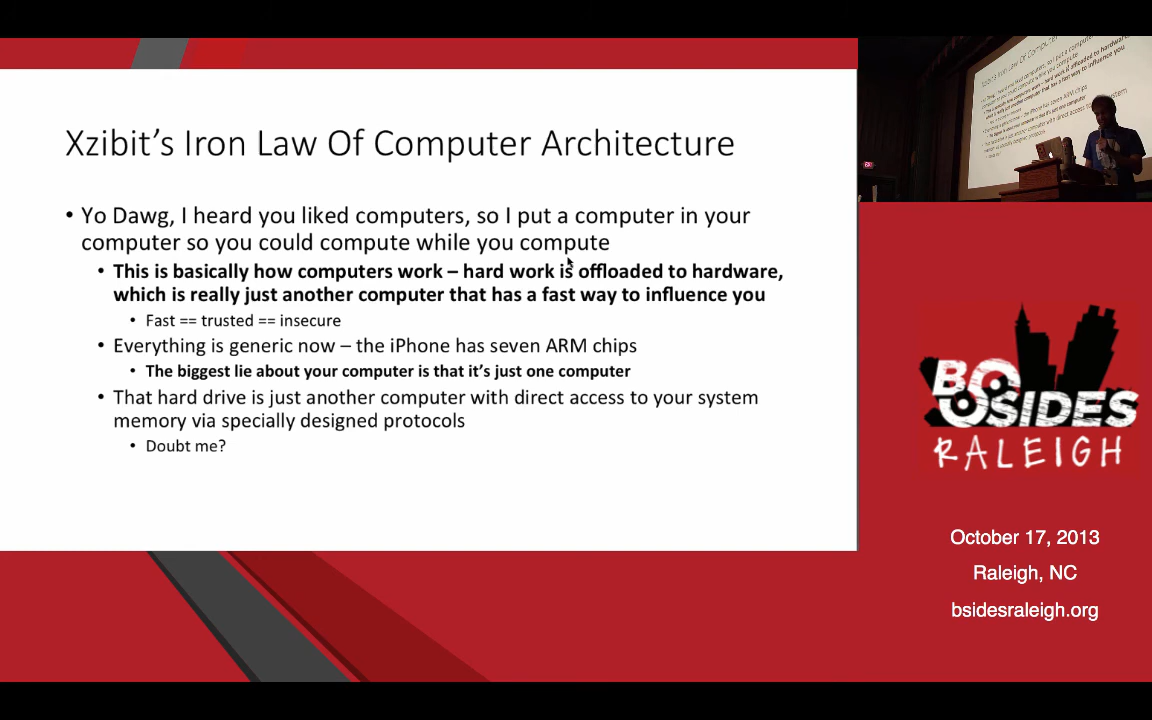 Xzibit's Iron Law Of Computer Architecture
• Yo Dawg, I heard you liked computers, so I put a computer in your
computer so you could compute while you compute
• This is basically how computers work – hard work is offloaded to hardware,
which is really just another computer that has a fast way to influence you
• Fast == trusted == insecure
• Everything is generic now – the iPhone has seven ARM chips
• The biggest lie about your computer is that it's just one computer
• That hard drive is just another computer with direct access to your system
memory via specially designed protocols
• Doubt me?
BSIDES
RALEIGH
October 17, 2013
Raleigh, NC
bsidesraleigh.org